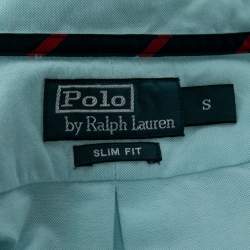 Polo
by Ralph Lauren
S
SLIM FIT